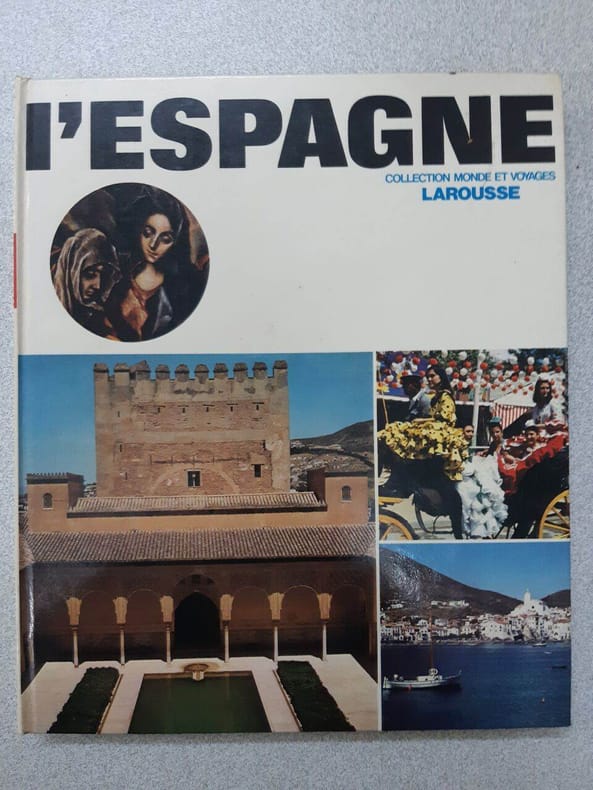 l'ESPAGNE
COLLECTION MONDE ET VOYAGES
LAROUSSE